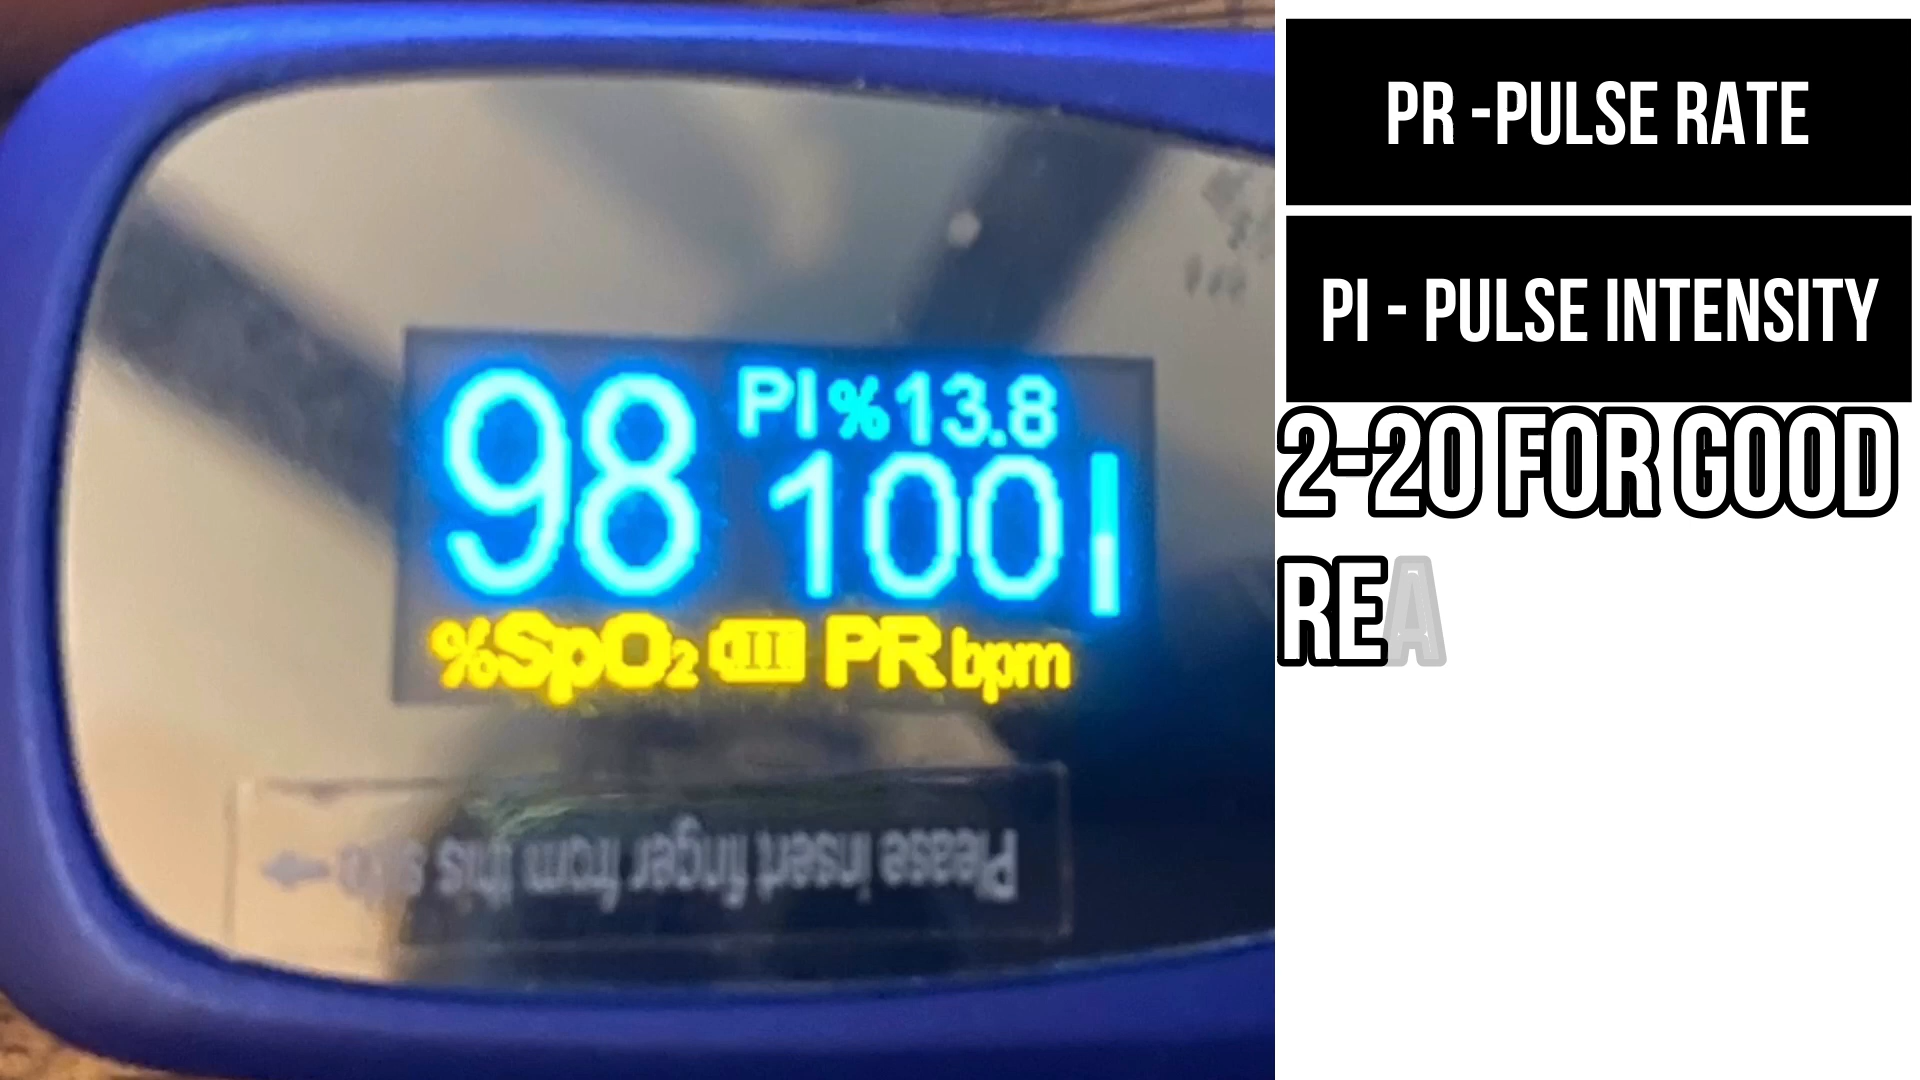 98 PI% 13.8
100
%SpO2 PR bpm
Please insert finger from this side
PR -PULSE RATE
PI - PULSE INTENSITY
2-20 FOR GOOD
REA